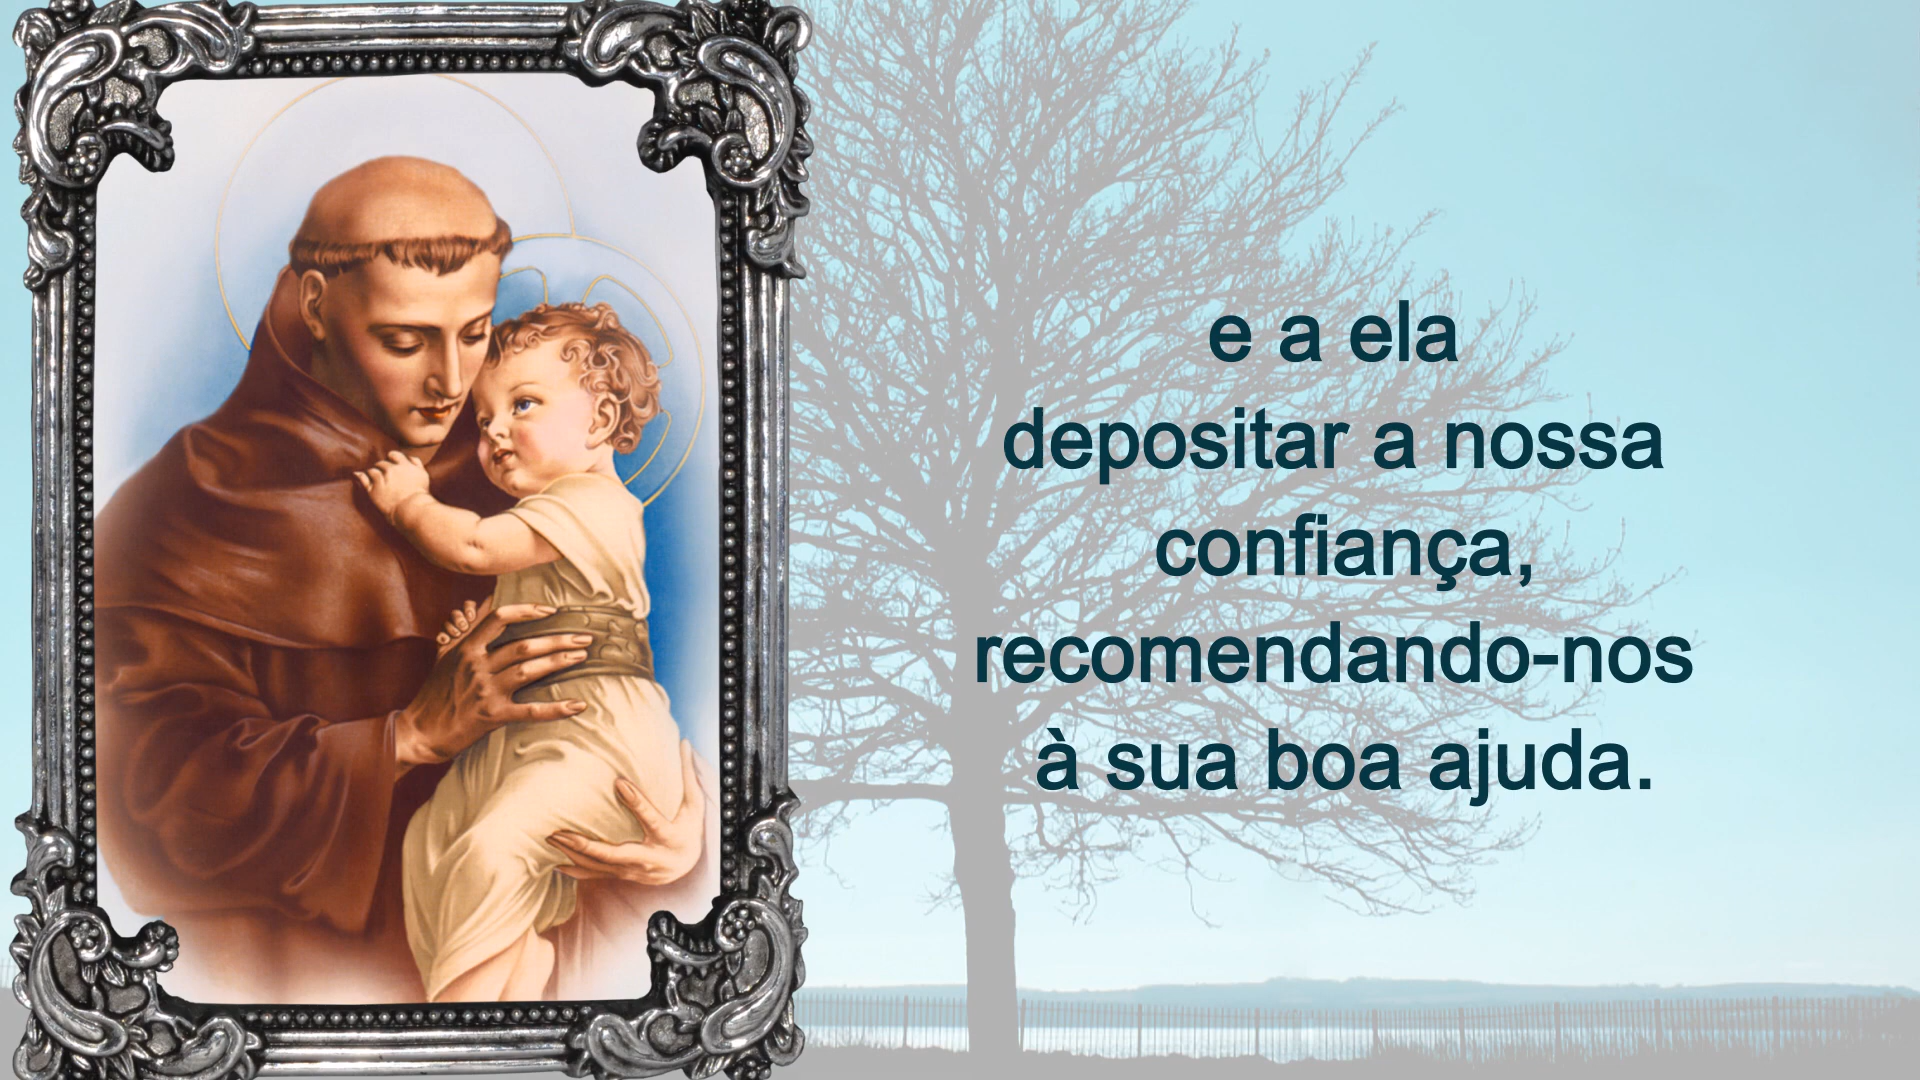 e a ela
depositar a nossa
confiança,
recomendando-nos
à sua boa ajuda.